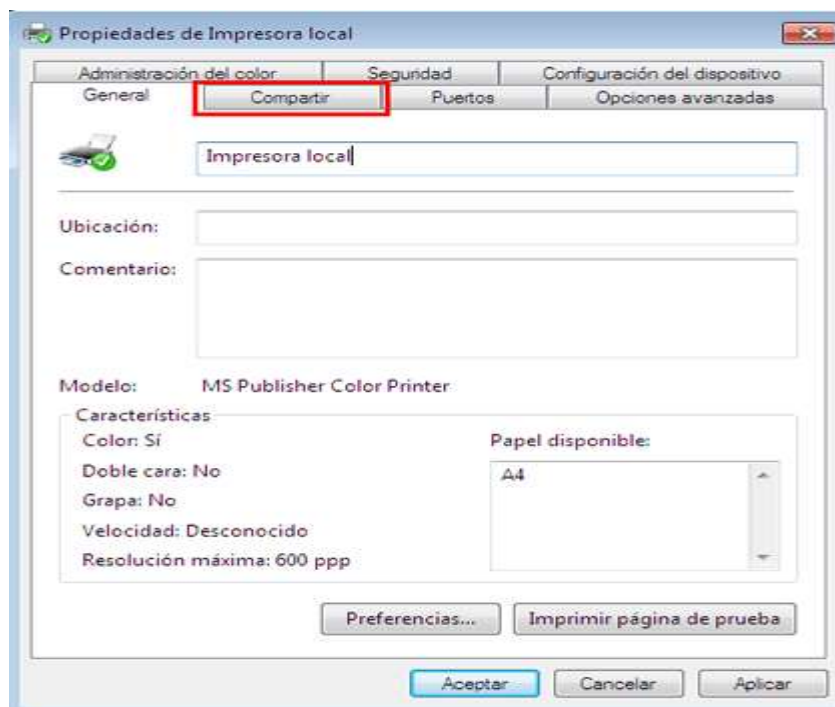 Propiedades de Impresora local
Administración del color Seguridad Configuración del dispositivo
General Compartir Puertos Opciones avanzadas
Impresora local
Ubicación:
Comentario:
Modelo: MS Publisher Color Printer
Características
Color: Sí Papel disponible:
Doble cara: No A4
Grapa: No
Velocidad: Desconocido
Resolución máxima: 600 ppp
Preferencias... Imprimir página de prueba
Aceptar Cancelar Aplicar